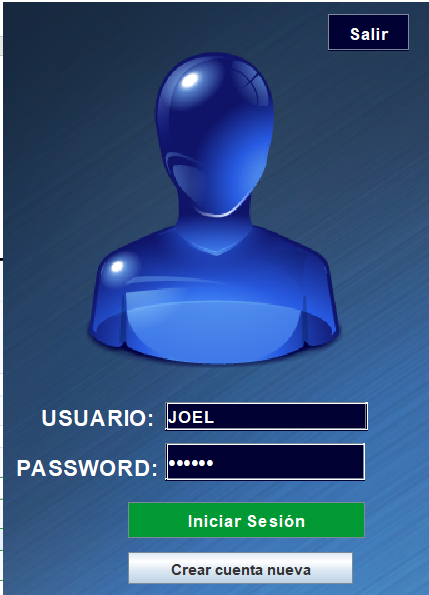 Salir
USUARIO: JOEL
PASSWORD: ••••••
Iniciar Sesión
Crear cuenta nueva